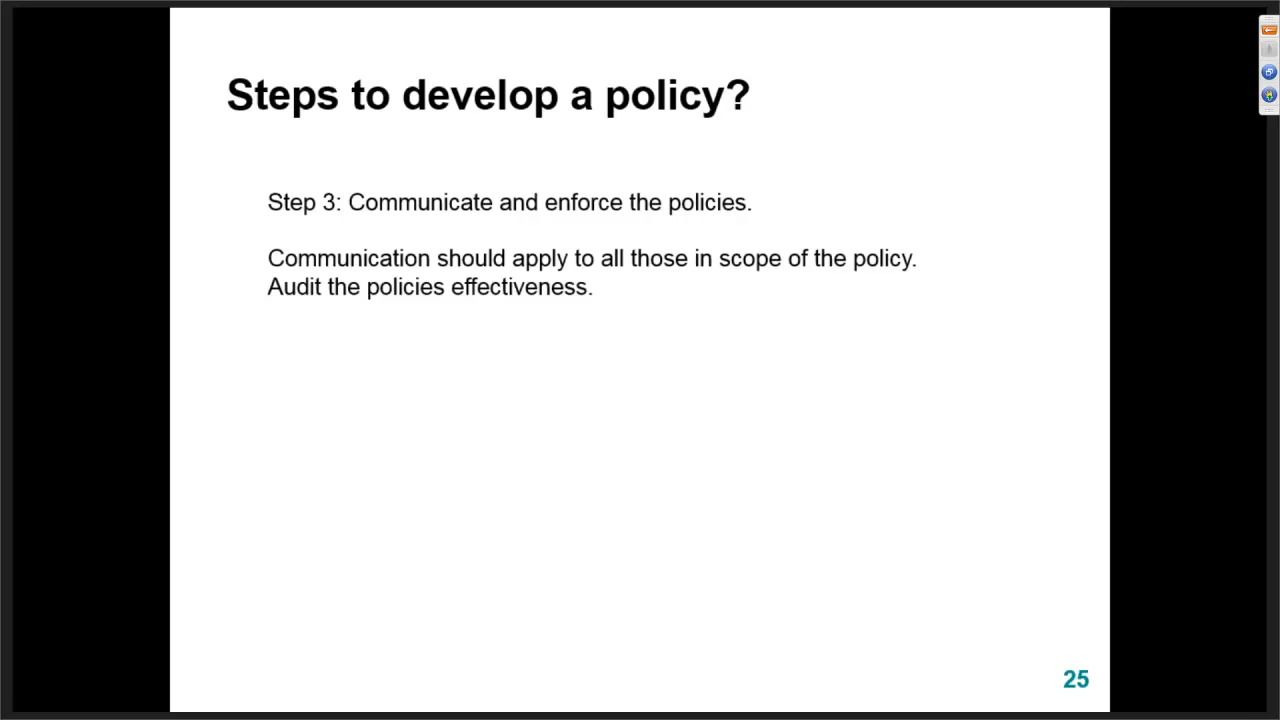 Steps to develop a policy?
Step 3: Communicate and enforce the policies.
Communication should apply to all those in scope of the policy.
Audit the policies effectiveness.
25